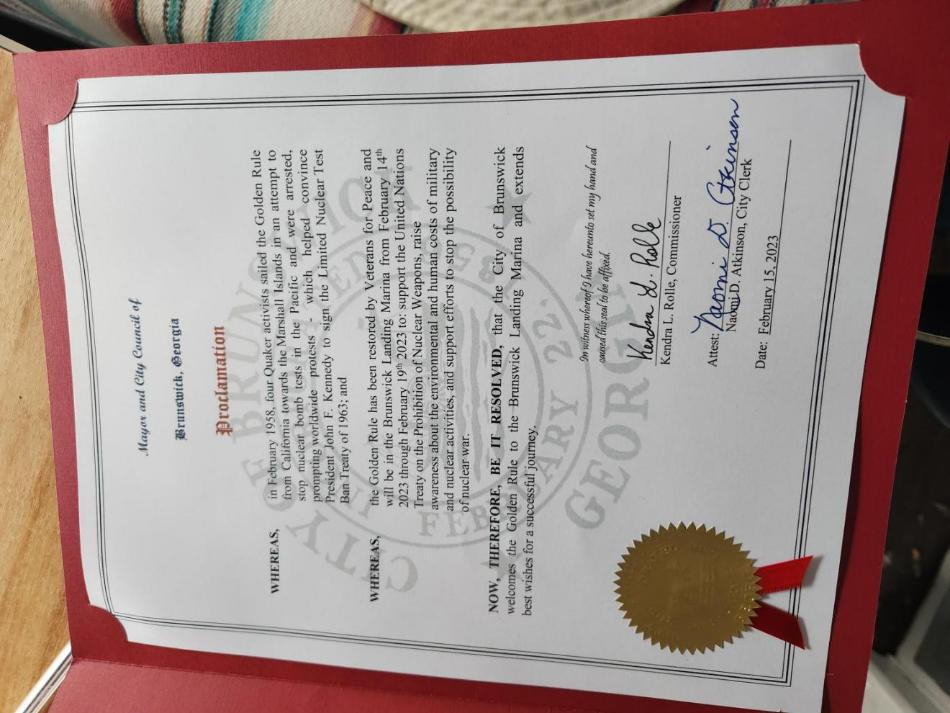 Mayor and City Council of
Brunswick, Georgia
Proclamation
WHEREAS, in February 1958, four Quaker activists sailed the Golden Rule
from California towards the Marshall Islands in an attempt to
stop nuclear bomb tests in the Pacific and were arrested,
prompting worldwide protests - which helped convince
President John F. Kennedy to sign the Limited Nuclear Test
Ban Treaty of 1963; and
WHEREAS, the Golden Rule has been restored by Veterans for Peace and
will be in the Brunswick Landing Marina from February 14th
2023 through February 19th 2023 to: support the United Nations
Treaty on the Prohibition of Nuclear Weapons, raise
awareness about the environmental and human costs of military
and nuclear activities, and support efforts to stop the possibility
of nuclear war.
NOW, THEREFORE, BE IT RESOLVED, that the City of Brunswick
welcomes the Golden Rule to the Brunswick Landing Marina and extends
best wishes for a successful journey.
In witness whereof I have hereunto set my hand and
caused this seal to be affixed.
Kendra L. Rolle
Kendra L. Rolle, Commissioner
Attest: Naomi D. Atkinson
Naomi D. Atkinson, City Clerk
Date: February 15, 2023
CITY OF BRUNSWICK
FEBRUARY 22
GEORGIA